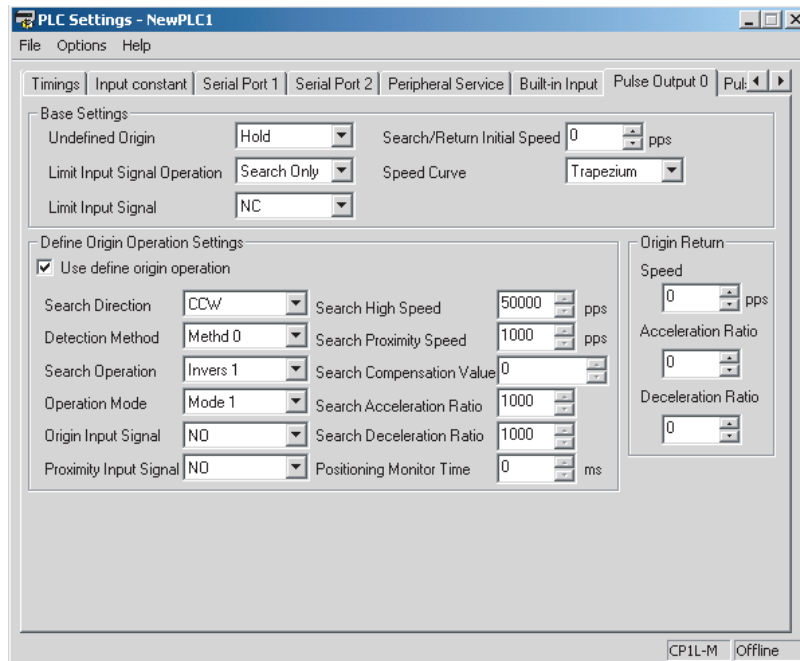 PLC Settings - NewPLC1
File Options Help
Timings Input constant Serial Port 1 Serial Port 2 Peripheral Service Built-in Input Pulse Output 0 Pul
Base Settings
Undefined Origin Hold Search/Return Initial Speed 0 pps
Limit Input Signal Operation Search Only Speed Curve Trapezium
Limit Input Signal NC
Define Origin Operation Settings
Use define origin operation
Search Direction CCW Search High Speed 50000 pps
Detection Method Methd 0 Search Proximity Speed 1000 pps
Search Operation Invers 1 Search Compensation Value 0
Operation Mode Mode 1 Search Acceleration Ratio 1000
Origin Input Signal NO Search Deceleration Ratio 1000
Proximity Input Signal NO Positioning Monitor Time 0 ms
Origin Return
Speed
0 pps
Acceleration Ratio
0
Deceleration Ratio
0
CP1L-M Offline